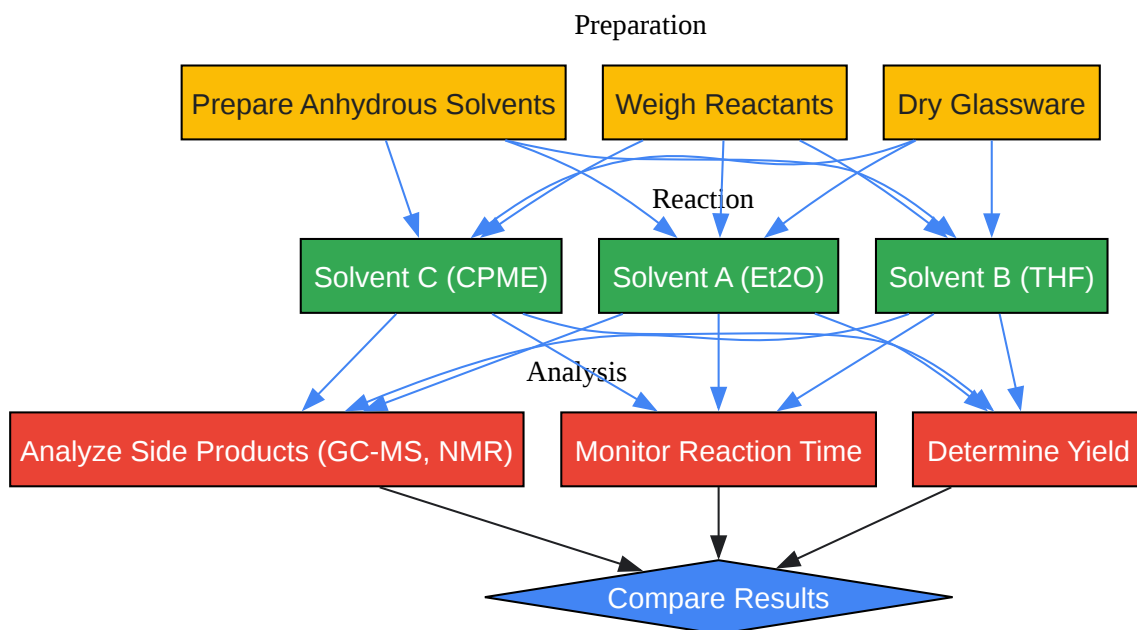 Preparation
Prepare Anhydrous Solvents
Weigh Reactants
Dry Glassware
Reaction
Solvent C (CPME)
Solvent A (Et2O)
Solvent B (THF)
Analysis
Analyze Side Products (GC-MS, NMR)
Monitor Reaction Time
Determine Yield
Compare Results